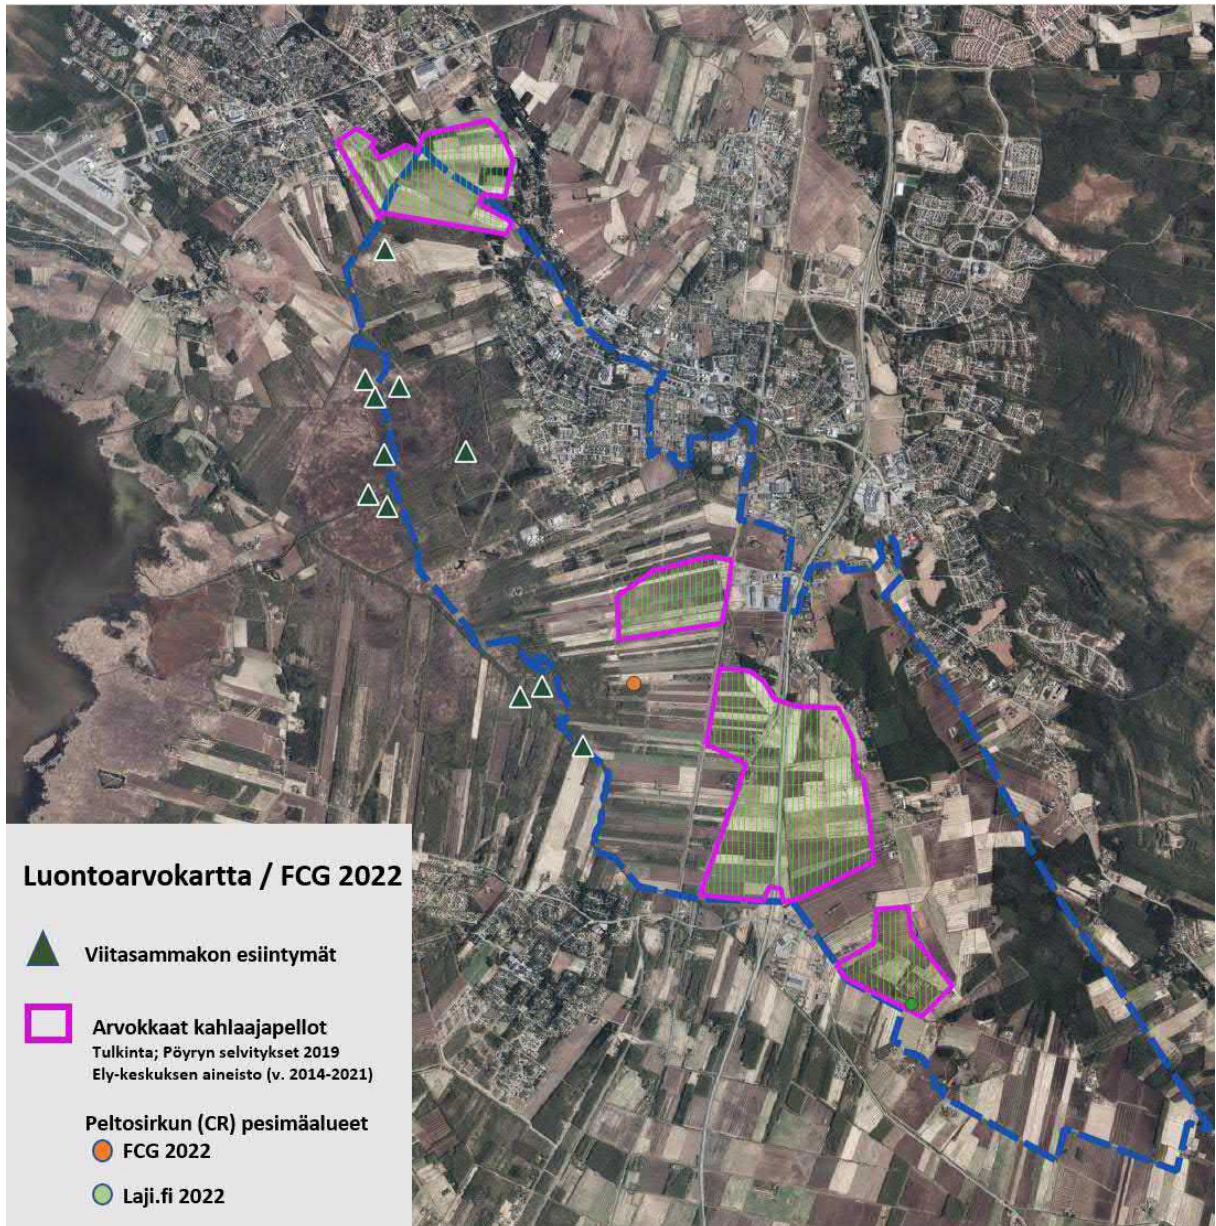 Luontoarvokartta / FCG 2022
Viitasammakon esiintymät
Arvokkaat kahlaajapellot
Tulkinta; Pöyryn selvitykset 2019
Ely-keskuksen aineisto (v. 2014-2021)
Peltosirkun (CR) pesimäalueet
FCG 2022
Laji.fi 2022